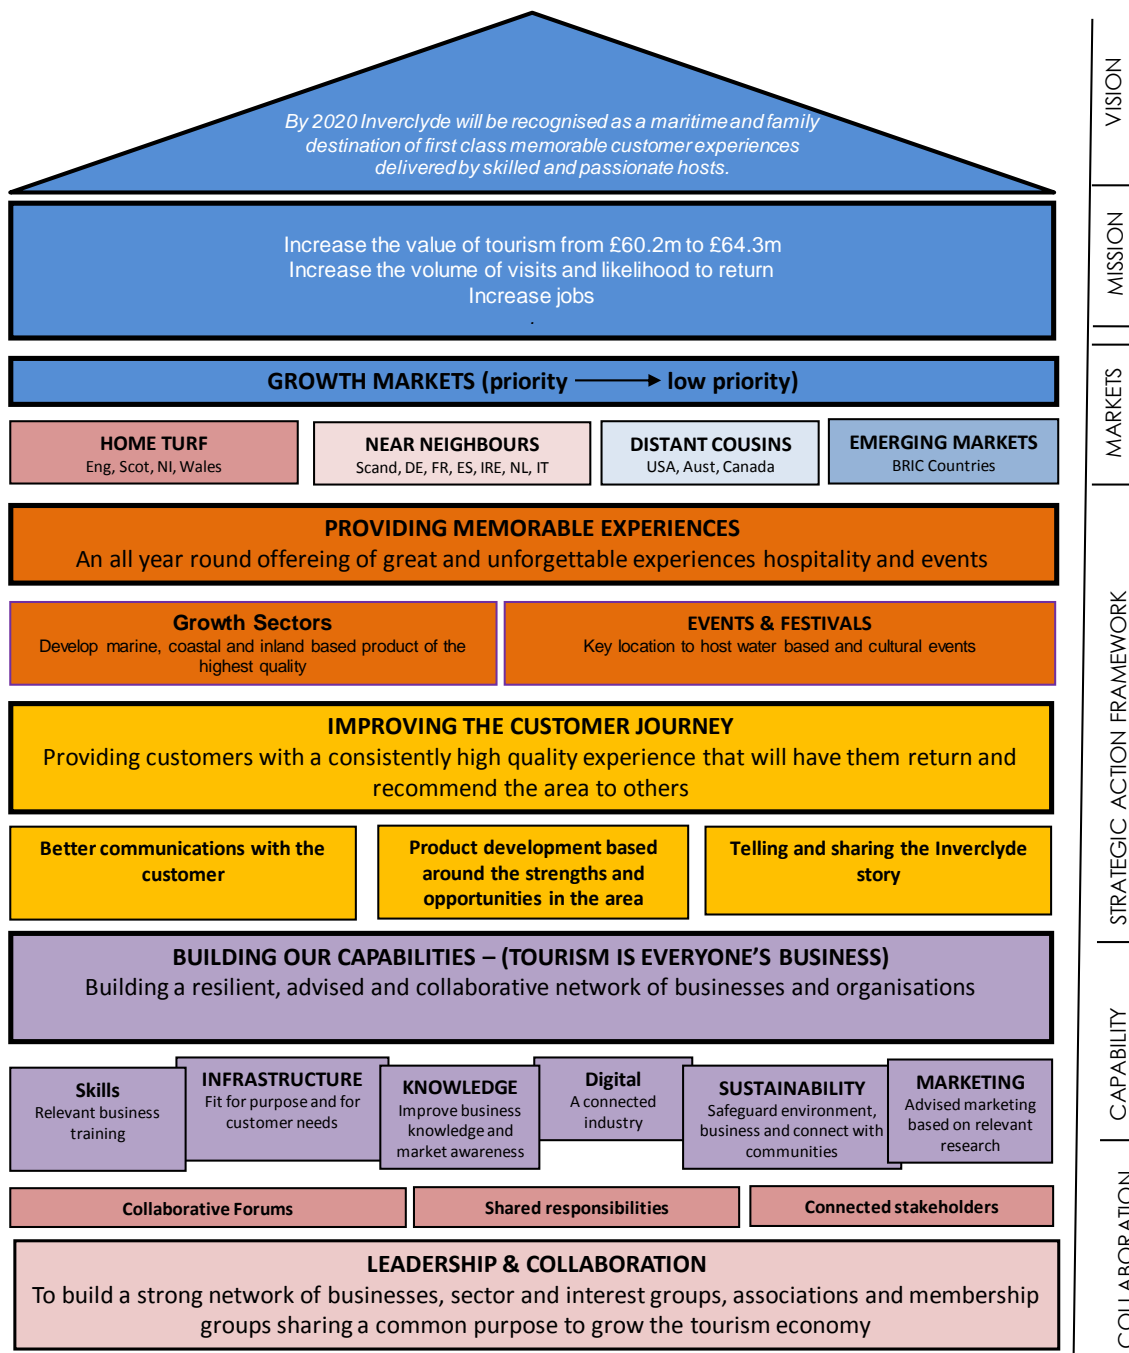 By 2020 Inverclyde will be recognised as a maritime and family
destination of first class memorable customer experiences
delivered by skilled and passionate hosts.
VISION
Increase the value of tourism from £60.2m to £64.3m
Increase the volume of visits and likelihood to return
Increase jobs
.
MISSION
GROWTH MARKETS (priority ⟶ low priority)
MARKETS
HOME TURF
Eng, Scot, NI, Wales
NEAR NEIGHBOURS
Scand, DE, FR, ES, IRE, NL, IT
DISTANT COUSINS
USA, Aust, Canada
EMERGING MARKETS
BRIC Countries
PROVIDING MEMORABLE EXPERIENCES
An all year round offereing of great and unforgettable experiences hospitality and events
Growth Sectors
Develop marine, coastal and inland based product of the
highest quality
EVENTS & FESTIVALS
Key location to host water based and cultural events
STRATEGIC ACTION FRAMEWORK
IMPROVING THE CUSTOMER JOURNEY
Providing customers with a consistently high quality experience that will have them return and
recommend the area to others
Better communications with the
customer
Product development based
around the strengths and
opportunities in the area
Telling and sharing the Inverclyde
story
BUILDING OUR CAPABILITIES – (TOURISM IS EVERYONE’S BUSINESS)
Building a resilient, advised and collaborative network of businesses and organisations
CAPABILITY
Skills
Relevant business
training
INFRASTRUCTURE
Fit for purpose and for
customer needs
KNOWLEDGE
Improve business
knowledge and
market awareness
Digital
A connected
industry
SUSTAINABILITY
Safeguard environment,
business and connect with
communities
MARKETING
Advised marketing
based on relevant
research
Collaborative Forums
Shared responsibilities
Connected stakeholders
COLLABORATION
LEADERSHIP & COLLABORATION
To build a strong network of businesses, sector and interest groups, associations and membership
groups sharing a common purpose to grow the tourism economy